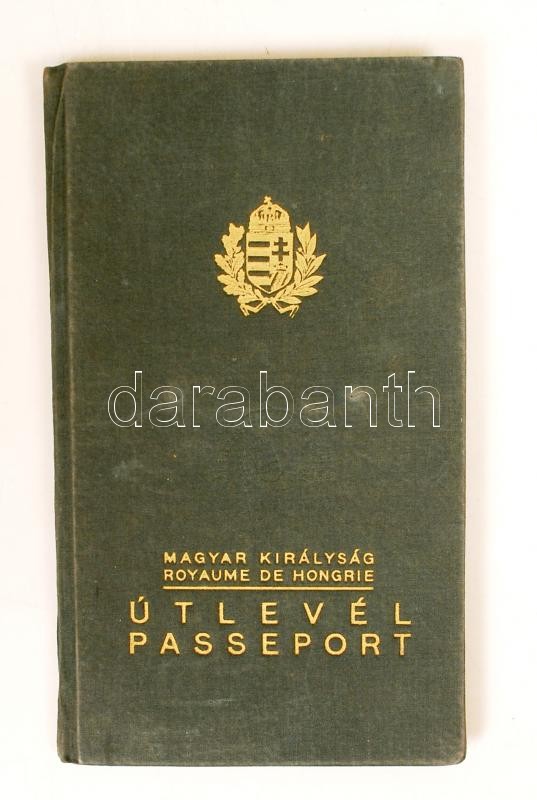 darabanth
MAGYAR KIRÁLYSÁG
ROYAUME DE HONGRIE
ÚTLEVÉL
PASSEPORT